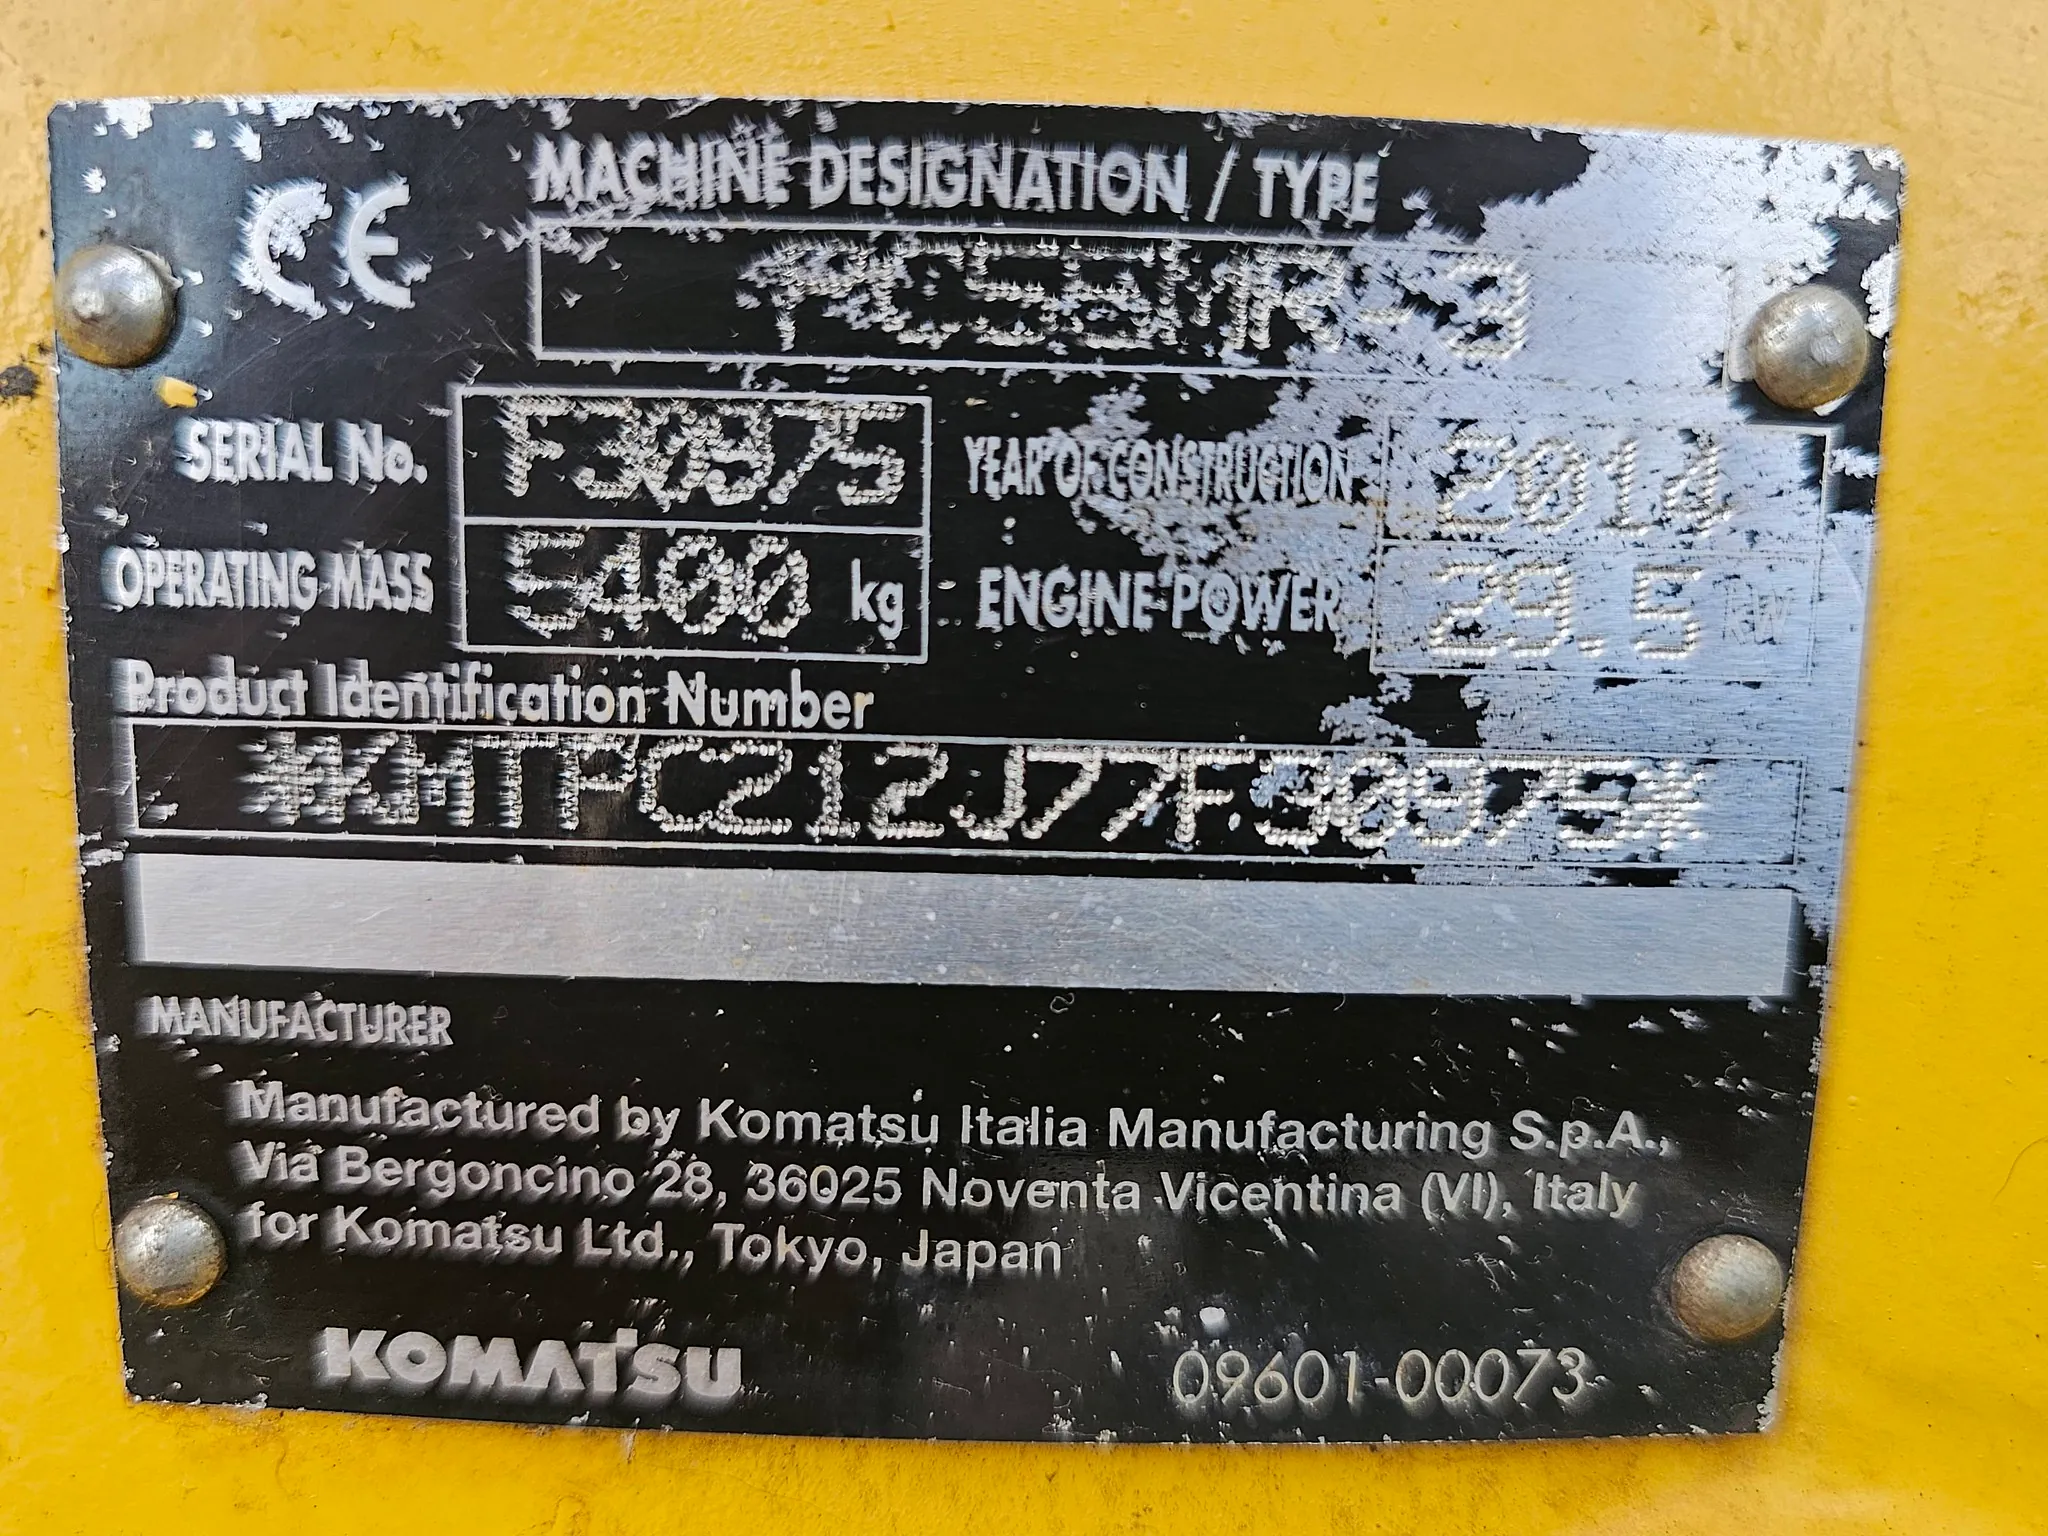 CE
MACHINE DESIGNATION / TYPE
PC56MR-3
SERIAL No. F30975
YEAR OF CONSTRUCTION 2014
OPERATING MASS 5400 kg
ENGINE POWER 29.5 kW
Product Identification Number
*KMTPC212J77F30975*
MANUFACTURER
Manufactured by Komatsu Italia Manufacturing S.p.A.,
Via Bergoncino 28, 36025 Noventa Vicentina (VI), Italy
for Komatsu Ltd., Tokyo, Japan
KOMATSU
09601-00073